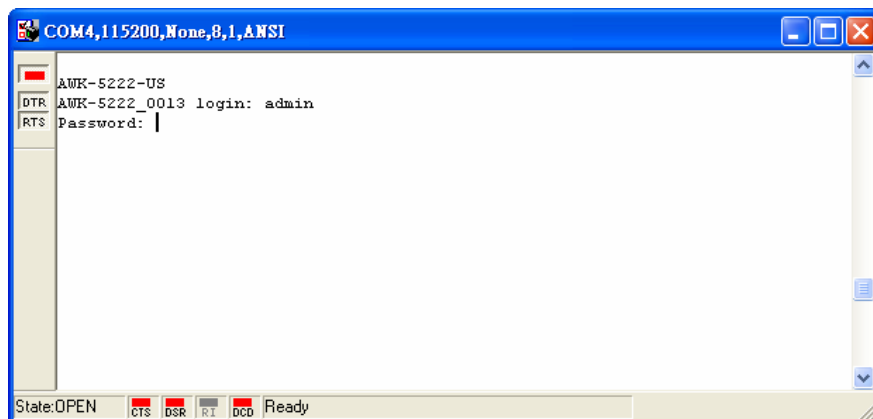 COM4,115200,None,8,1,ANSI
AWK-5222-US
DTR
AWK-5222_0013 login: admin
RTS
Password:
State:OPEN CTS DSR RI DCD Ready